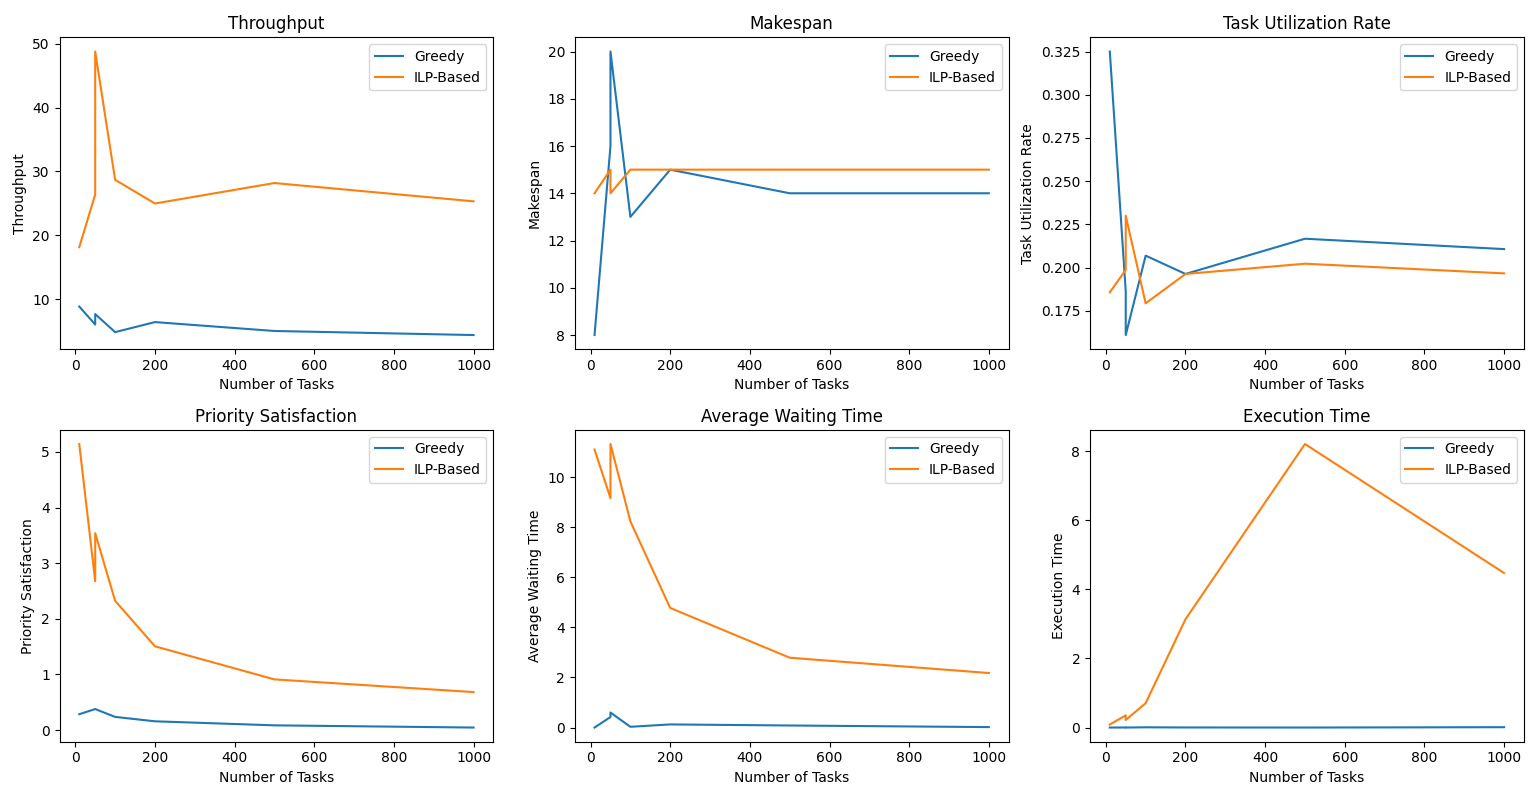 Throughput
Greedy
ILP-Based
50
40
30
20
10
Throughput
0 200 400 600 800 1000
Number of Tasks
Makespan
Greedy
ILP-Based
20
18
16
14
12
10
8
Makespan
0 200 400 600 800 1000
Number of Tasks
Task Utilization Rate
Greedy
ILP-Based
0.325
0.300
0.275
0.250
0.225
0.200
0.175
Task Utilization Rate
0 200 400 600 800 1000
Number of Tasks
Priority Satisfaction
Greedy
ILP-Based
5
4
3
2
1
0
Priority Satisfaction
0 200 400 600 800 1000
Number of Tasks
Average Waiting Time
Greedy
ILP-Based
10
8
6
4
2
0
Average Waiting Time
0 200 400 600 800 1000
Number of Tasks
Execution Time
Greedy
ILP-Based
8
6
4
2
0
Execution Time
0 200 400 600 800 1000
Number of Tasks